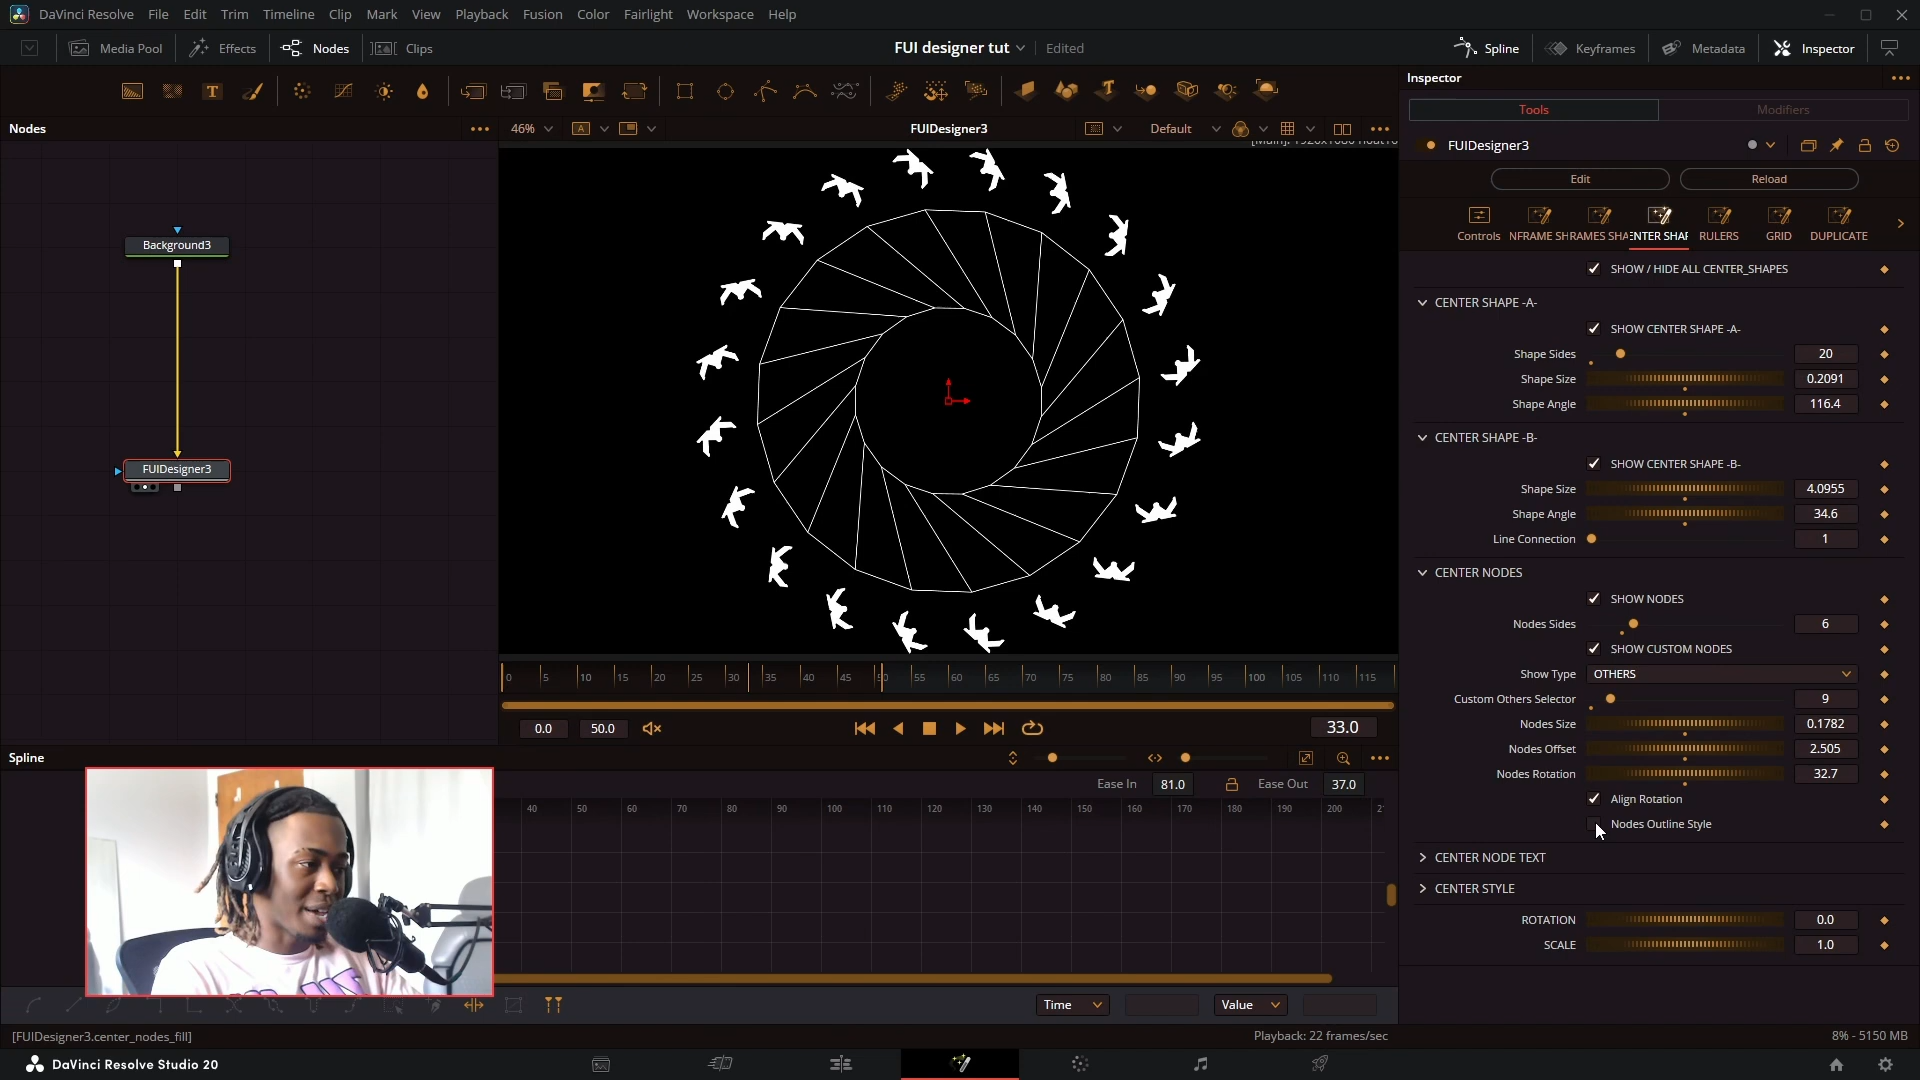 DaVinci Resolve File Edit Trim Timeline Clip Mark View Playback Fusion Color Fairlight Workspace Help
Media Pool Effects Nodes Clips FUI designer tut Edited Spline Keyframes Metadata Inspector
Inspector
Tools Modifiers
Nodes 46% A FUIDesigner3 Default
FUIDesigner3
Edit Reload
Controls NFRAME SH RAMES SHA ENTER SHAP RULERS GRID DUPLICATE
SHOW / HIDE ALL CENTER_SHAPES
CENTER SHAPE -A-
SHOW CENTER SHAPE -A-
Shape Sides 20
Shape Size 0.2091
Shape Angle 116.4
CENTER SHAPE -B-
SHOW CENTER SHAPE -B-
Shape Size 4.0955
Shape Angle 34.6
Line Connection 1
CENTER NODES
SHOW NODES
Nodes Sides 6
SHOW CUSTOM NODES
Show Type OTHERS
Custom Others Selector 9
Nodes Size 0.1782
Nodes Offset 2.505
Nodes Rotation 32.7
Align Rotation
Nodes Outline Style
CENTER NODE TEXT
CENTER STYLE
ROTATION 0.0
SCALE 1.0
Background3
FUIDesigner3
0 5 10 15 20 25 30 35 40 45 50 55 60 65 70 75 80 85 90 95 100 105 110 115
0.0 50.0 33.0
Spline
Ease In 81.0 Ease Out 37.0
40 50 60 70 80 90 100 110 120 130 140 150 160 170 180 190 200
Time Value
[FUIDesigner3.center_nodes_fill] Playback: 22 frames/sec 8% - 5150 MB
DaVinci Resolve Studio 20